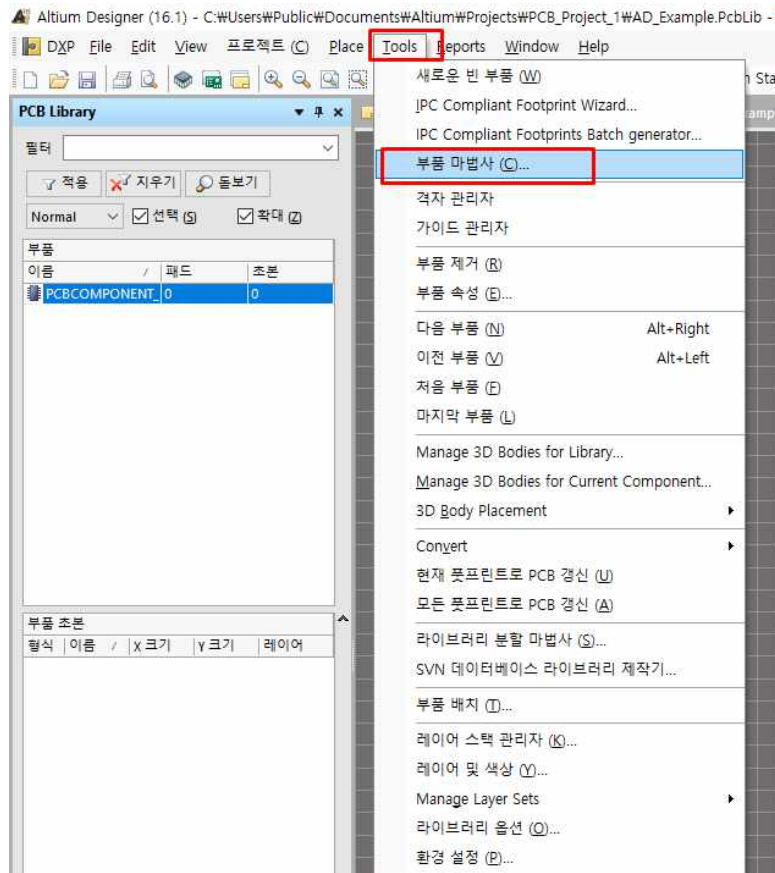 Altium Designer (16.1) - C:₩Users₩Public₩Documents₩Altium₩Projects₩PCB_Project_1₩AD_Example.PcbLib -
DXP File Edit View 프로젝트 (C) Place Tools Reports Window Help
PCB Library
필터
적용 지우기 돋보기
Normal 선택 (S) 확대 (Z)
부품
이름 / 패드 초본
PCBCOMPONENT_ 0 0
부품 초본
형식 이름 / X 크기 Y 크기 레이어
새로운 빈 부품 (W)
IPC Compliant Footprint Wizard...
IPC Compliant Footprints Batch generator...
부품 마법사 (C)...
격자 관리자
가이드 관리자
부품 제거 (R)
부품 속성 (E)...
다음 부품 (N) Alt+Right
이전 부품 (V) Alt+Left
처음 부품 (F)
마지막 부품 (L)
Manage 3D Bodies for Library...
Manage 3D Bodies for Current Component...
3D Body Placement
Convert
현재 풋프린트로 PCB 갱신 (U)
모든 풋프린트로 PCB 갱신 (A)
라이브러리 분할 마법사 (S)...
SVN 데이터베이스 라이브러리 제작기...
부품 배치 (T)...
레이어 스택 관리자 (K)...
레이어 및 색상 (Y)...
Manage Layer Sets
라이브러리 옵션 (O)...
환경 설정 (P)...